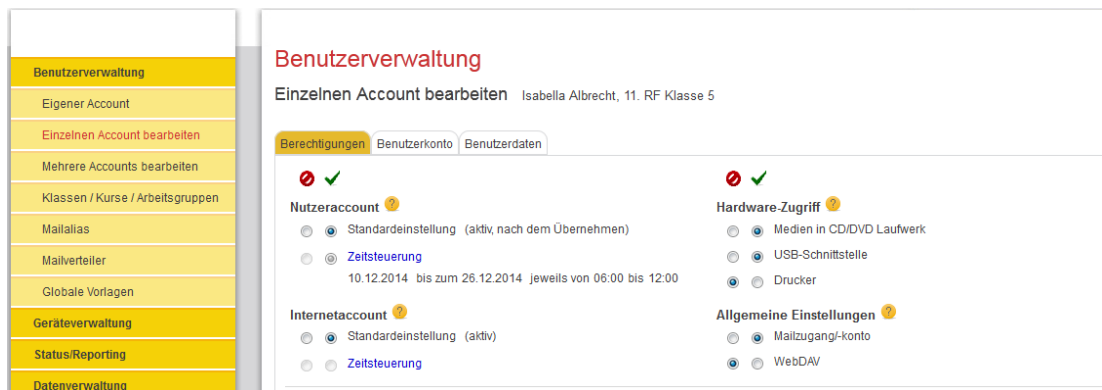 Benutzerverwaltung
Eigener Account
Einzelnen Account bearbeiten
Mehrere Accounts bearbeiten
Klassen / Kurse / Arbeitsgruppen
Mailalias
Mailverteiler
Globale Vorlagen
Geräteverwaltung
Status/Reporting
Datenverwaltung
Benutzerverwaltung
Einzelnen Account bearbeiten Isabella Albrecht, 11. RF Klasse 5
Berechtigungen Benutzerkonto Benutzerdaten
Nutzeraccount ?
Standardeinstellung (aktiv, nach dem Übernehmen)
Zeitsteuerung
10.12.2014 bis zum 26.12.2014 jeweils von 06:00 bis 12:00
Internetaccount ?
Standardeinstellung (aktiv)
Zeitsteuerung
Hardware-Zugriff ?
Medien in CD/DVD Laufwerk
USB-Schnittstelle
Drucker
Allgemeine Einstellungen ?
Mailzugang/-konto
WebDAV